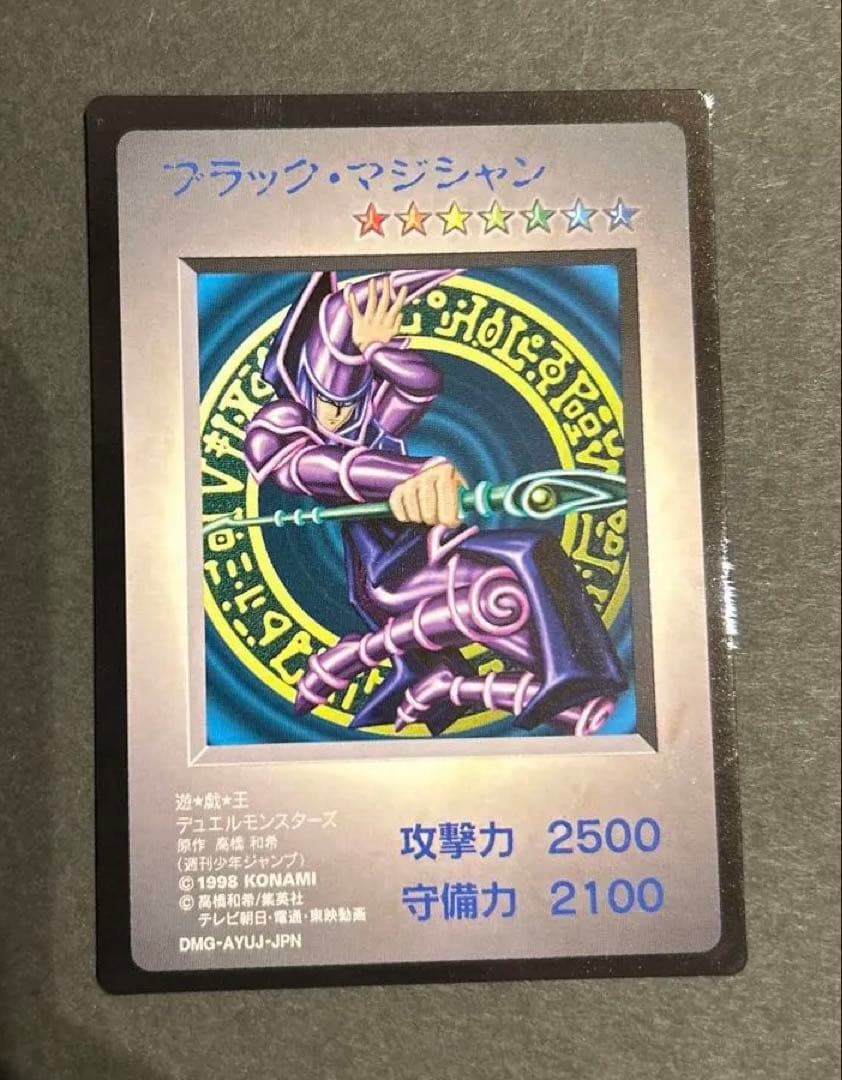 ブラック・マジシャン
遊★戯★王
デュエルモンスターズ
原作 高橋 和希
(週刊少年ジャンプ)
©1998 KONAMI
©高橋和希/集英社
テレビ朝日・電通・東映動画
DMG-AYUJ-JPN
攻撃力 2500
守備力 2100